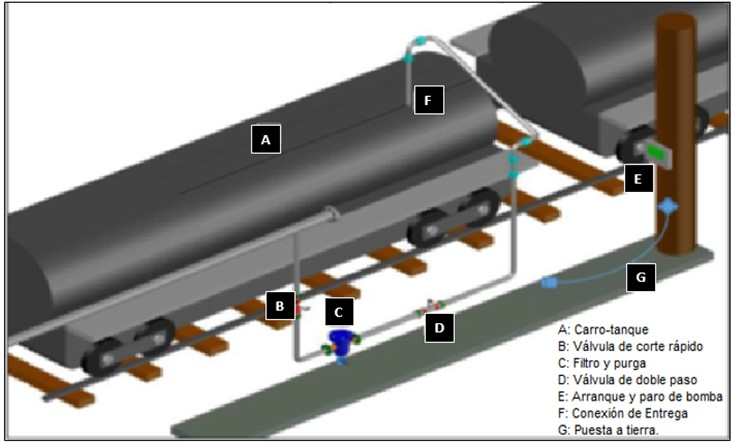 F
A
E
G
B
C
D
A: Carro-tanque
B: Válvula de corte rápido
C: Filtro y purga
D: Válvula de doble paso
E: Arranque y paro de bomba
F: Conexión de Entrega
G: Puesta a tierra.